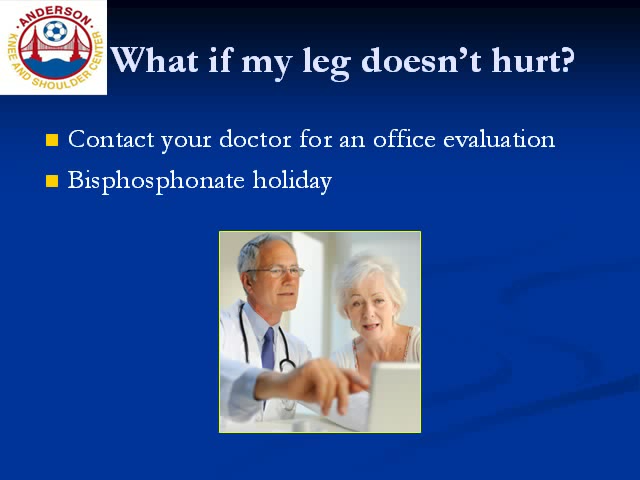 ANDERSON
KNEE AND SHOULDER CENTER
What if my leg doesn’t hurt?
Contact your doctor for an office evaluation
Bisphosphonate holiday